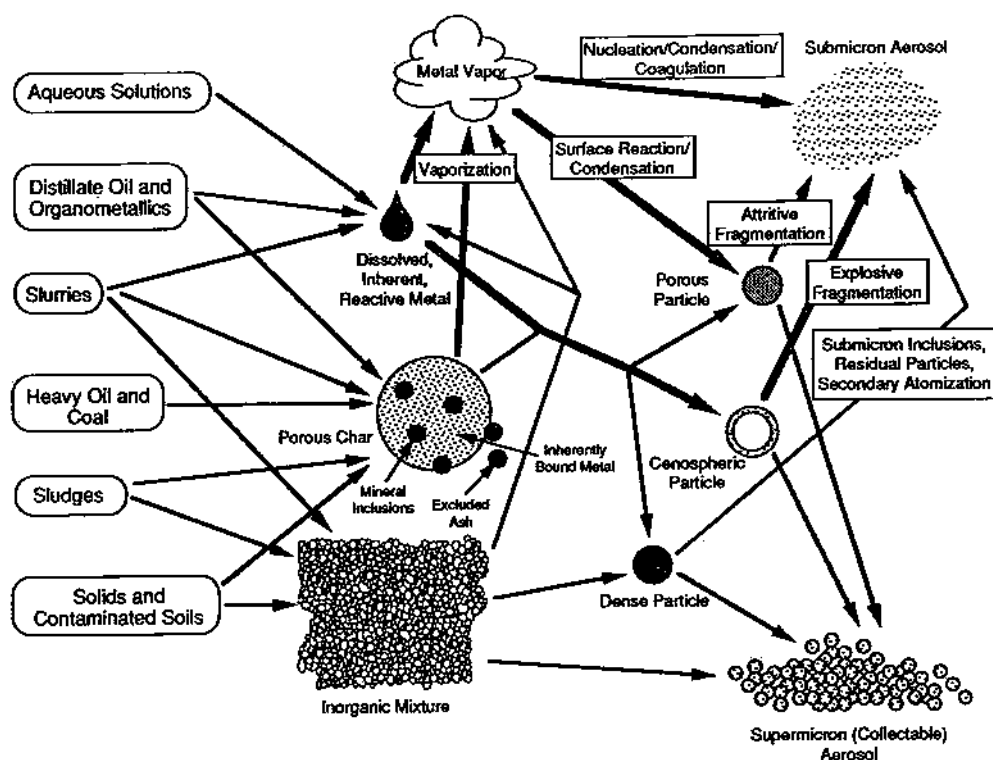 Metal Vapor
Nucleation/Condensation/
Coagulation
Submicron Aerosol
Aqueous Solutions
Vaporization
Surface Reaction/
Condensation
Distillate Oil and
Organometallics
Attritive
Fragmentation
Dissolved,
Inherent,
Reactive Metal
Porous
Particle
Explosive
Fragmentation
Slurries
Submicron Inclusions,
Residual Particles,
Secondary Atomization
Heavy Oil and
Coal
Porous Char
Inherently
Bound Metal
Mineral
Inclusions
Excluded
Ash
Cenospheric
Particle
Sludges
Solids and
Contaminated Soils
Dense Particle
Inorganic Mixture
Supermicron (Collectable)
Aerosol